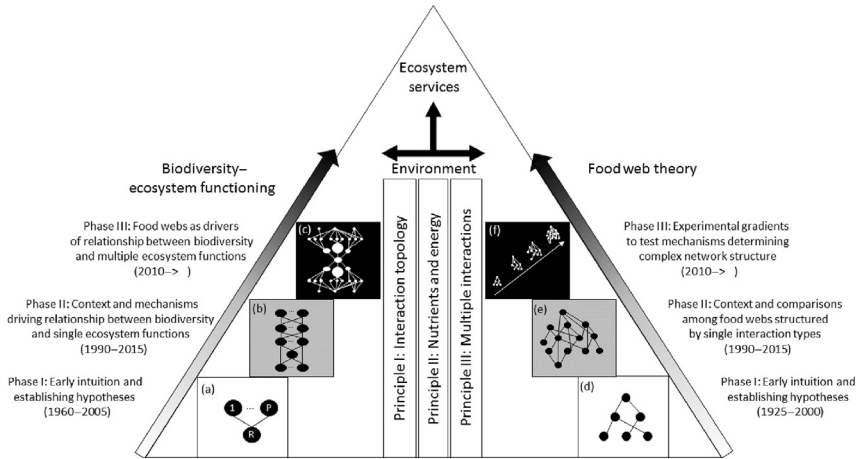 Ecosystem
services
Environment
Biodiversity–
ecosystem functioning
Phase III: Food webs as drivers
of relationship between biodiversity
and multiple ecosystem functions
(2010–> )
Phase II: Context and mechanisms
driving relationship between biodiversity
and single ecosystem functions
(1990–2015)
Phase I: Early intuition and
establishing hypotheses
(1960–2005)
(c)
(b)
(a)
1 ... P
R
Principle I: Interaction topology
Principle II: Nutrients and energy
Principle III: Multiple interactions
Food web theory
Phase III: Experimental gradients
to test mechanisms determining
complex network structure
(2010–> )
Phase II: Context and comparisons
among food webs structured
by single interaction types
(1990–2015)
Phase I: Early intuition and
establishing hypotheses
(1925–2000)
(f)
(e)
(d)